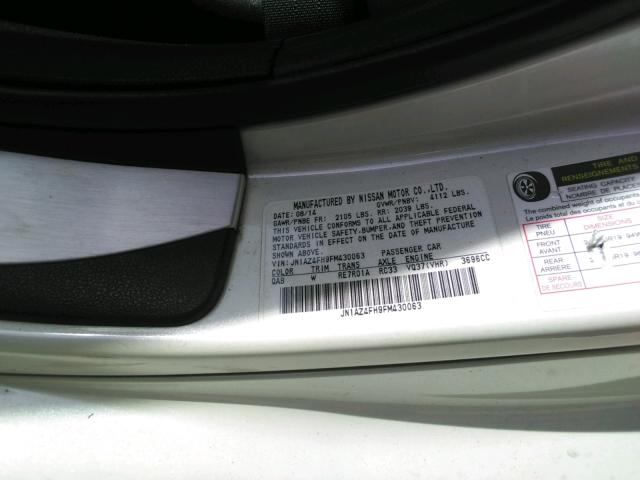 MANUFACTURED BY NISSAN MOTOR CO.,LTD.
DATE: 08/14 GVWR/PNBV: 4112 LBS.
GAWR/PNBE FR: 2105 LBS. RR: 2039 LBS.
THIS VEHICLE CONFORMS TO ALL APPLICABLE FEDERAL
MOTOR VEHICLE SAFETY,BUMPER,AND THEFT PREVENTION
STANDARDS IN EFFECT ON THE DATE OF MANUFACTURE
SHOWN ABOVE.
VIN: JN1AZ4FH9FM430063 PASSENGER CAR
COLOR TRIM TRANS AXLE ENGINE
QAB W RE7R01A RC33 VQ37(VHR) 3696CC
JN1AZ4FH9FM430063
TIRE AND
RENSEIGNEMENTS
SEATING CAPACITY
NOMBRE DE PLACES
The combined weight of
Le poids total des occu
TIRE
PNEU
SIZE
DIMENSIONS
FRONT
AVANT
REAR
ARRIÈRE
SPARE
DE SECOURS